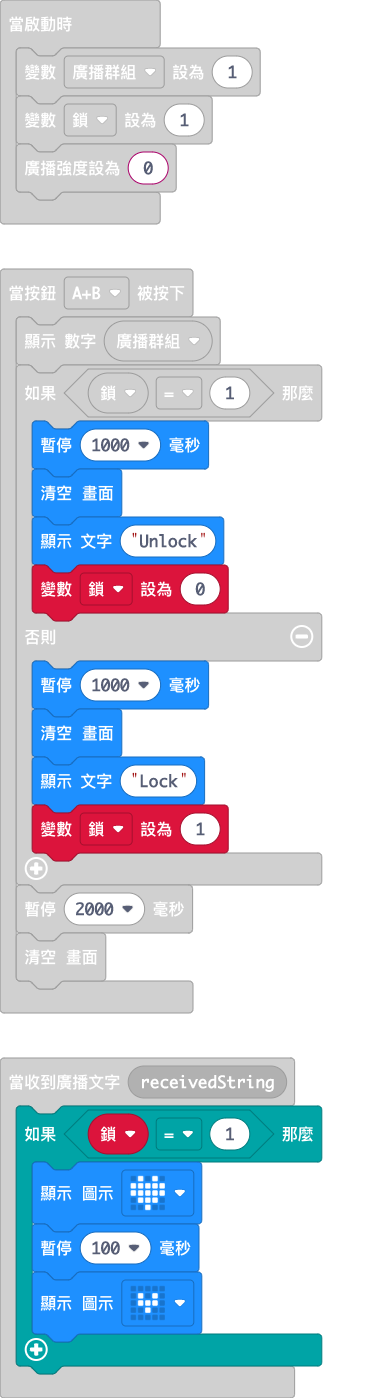 當啟動時
變數 廣播群組 設為 1
變數 鎖 設為 1
廣播強度設為 0
當按鈕 A+B 被按下
顯示 數字 廣播群組
如果 鎖 = 1 那麼
暫停 1000 毫秒
清空 畫面
顯示 文字 "Unlock"
變數 鎖 設為 0
否則
暫停 1000 毫秒
清空 畫面
顯示 文字 "Lock"
變數 鎖 設為 1
暫停 2000 毫秒
清空 畫面
當收到廣播文字 receivedString
如果 鎖 = 1 那麼
顯示 圖示
暫停 100 毫秒
顯示 圖示